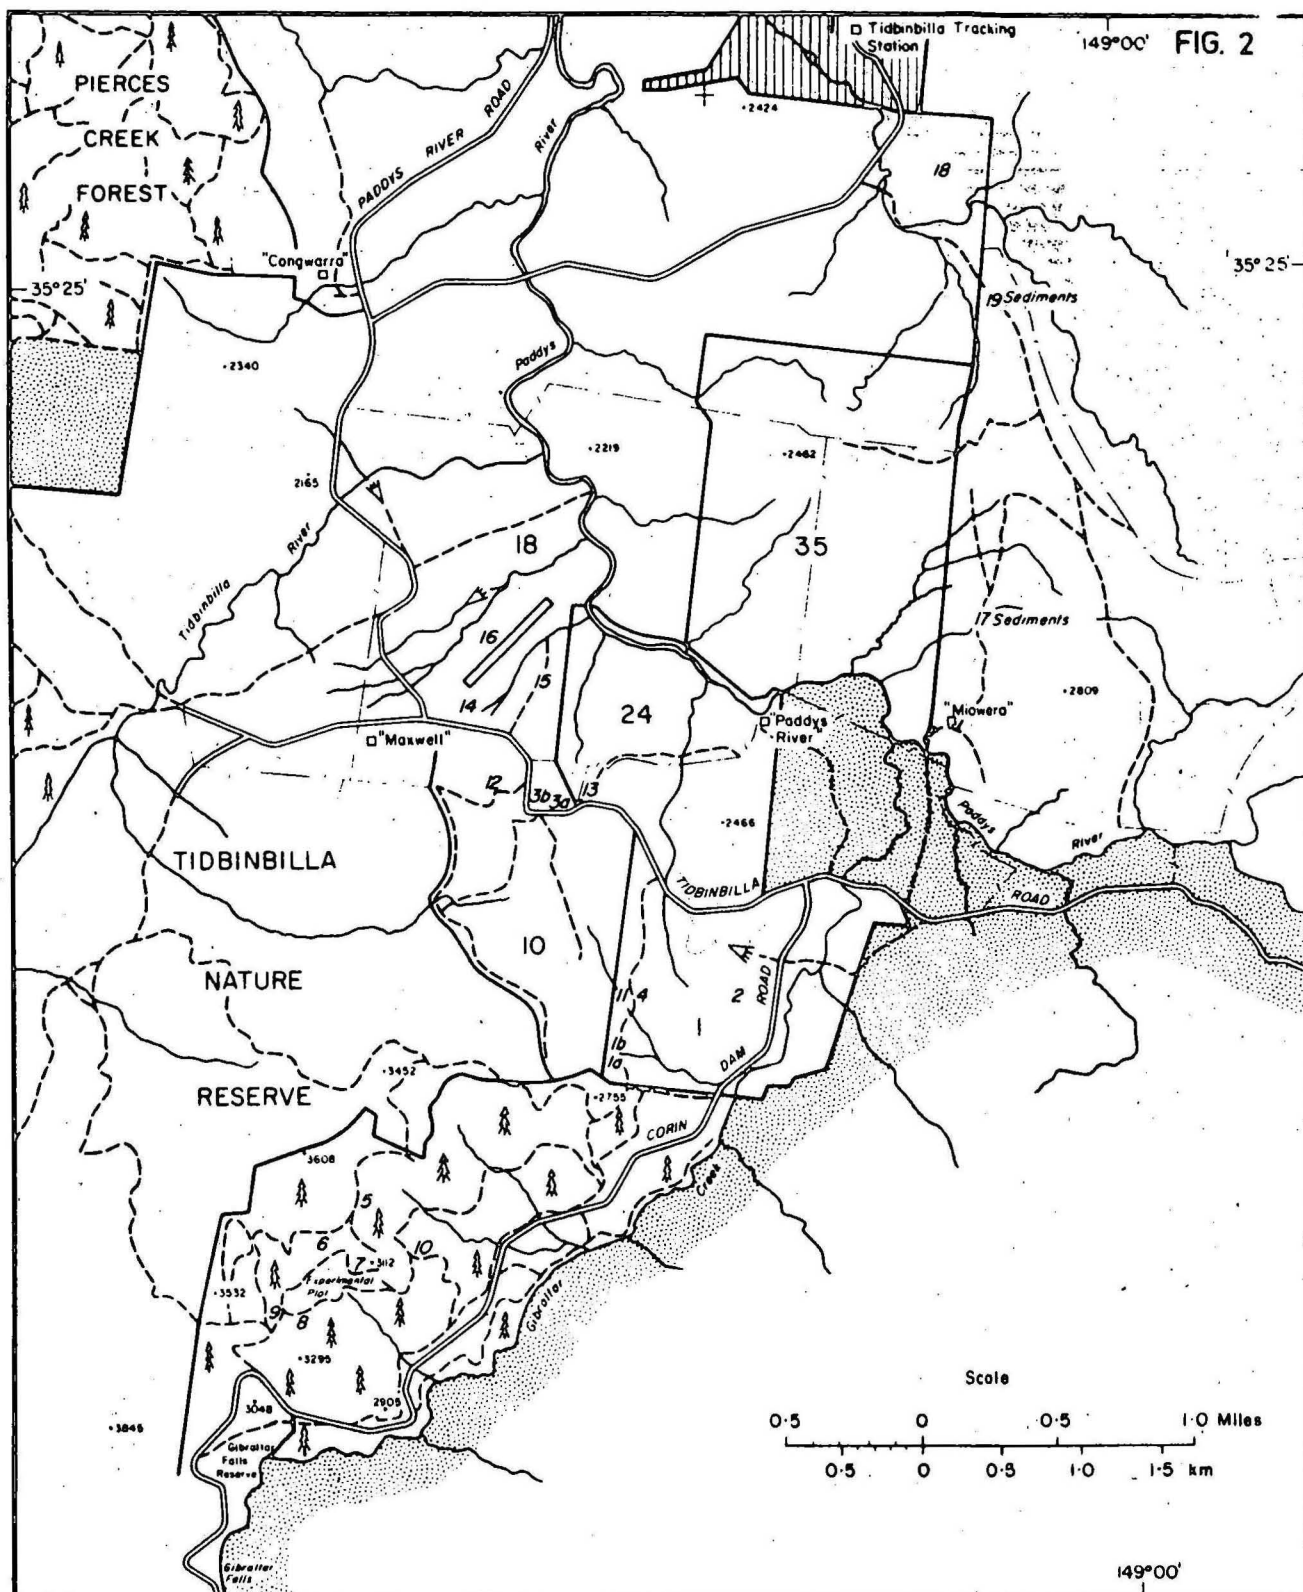 Tidbinbilla Tracking
Station
149°00'
FIG. 2
PIERCES
CREEK
FOREST
PADDYS RIVER ROAD
River
2424
18
"Congwarra"
35°25'
35°25'
19 Sediments
Paddys
2340
2219
2462
2165
18
35
Tidbinbilla River
17 Sediments
16
15
14
24
2809
"Miowera"
"Paddys
River"
"Maxwell"
12
3b
3a
13
2466
Paddys
River
TIDBINBILLA
TIDBINBILLA
ROAD
10
NATURE
11
4
2
ROAD
1
1b
1a
DAM
3452
RESERVE
2755
CORIN
3608
Creek
5
6
10
7
3112
Experimental
Plot
3532
9
8
Gibraltar
3295
Scale
2905
3048
3845
0.5 0 0.5 1.0 Miles
Gibraltar
Falls
Reserve
0.5 0 0.5 1.0 1.5 km
Gibraltar
Falls
149°00'